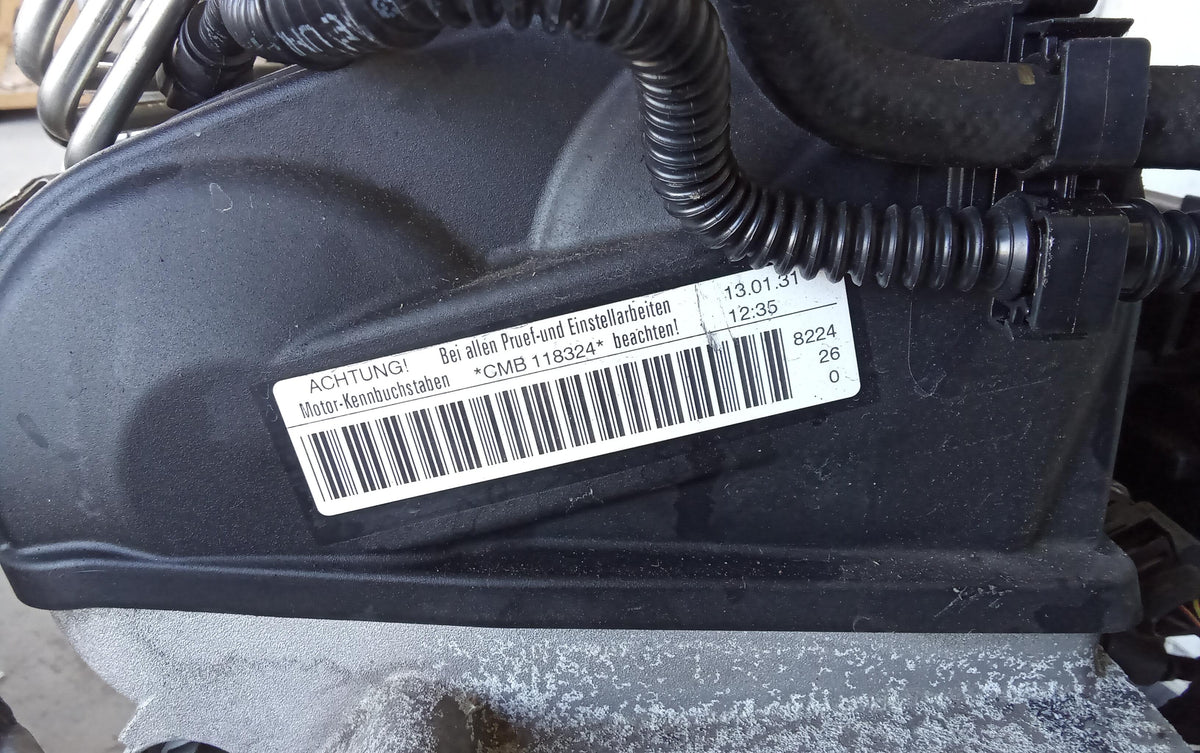 ACHTUNG! Bei allen Pruef-und Einstellarbeiten
Motor-Kennbuchstaben *CMB 118324* beachten!
13.01.31
12:35
8224
26
0